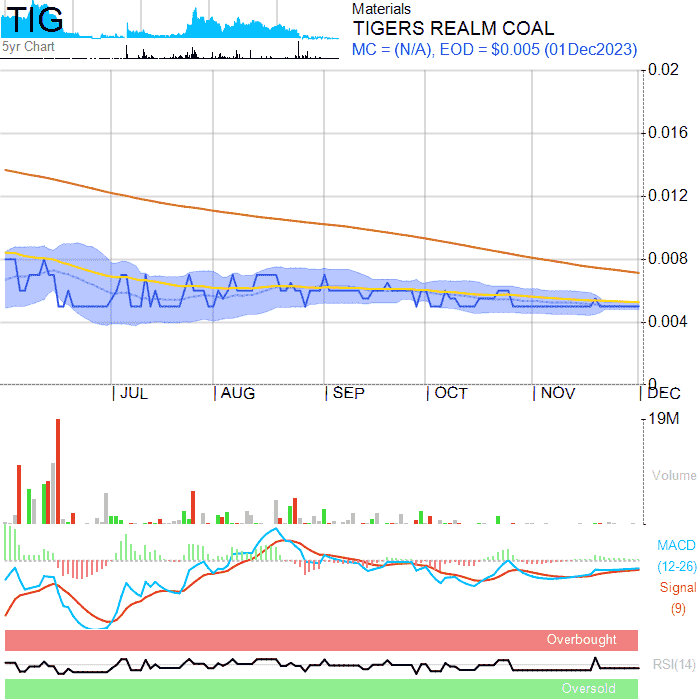 TIG
5yr Chart
Materials
TIGERS REALM COAL
MC = (N/A), EOD = $0.005 (01Dec2023)
0.02
0.016
0.012
0.008
0.004
0
JUL AUG SEP OCT NOV DEC
19M
Volume
MACD
(12-26)
Signal
(9)
Overbought
RSI(14)
Oversold